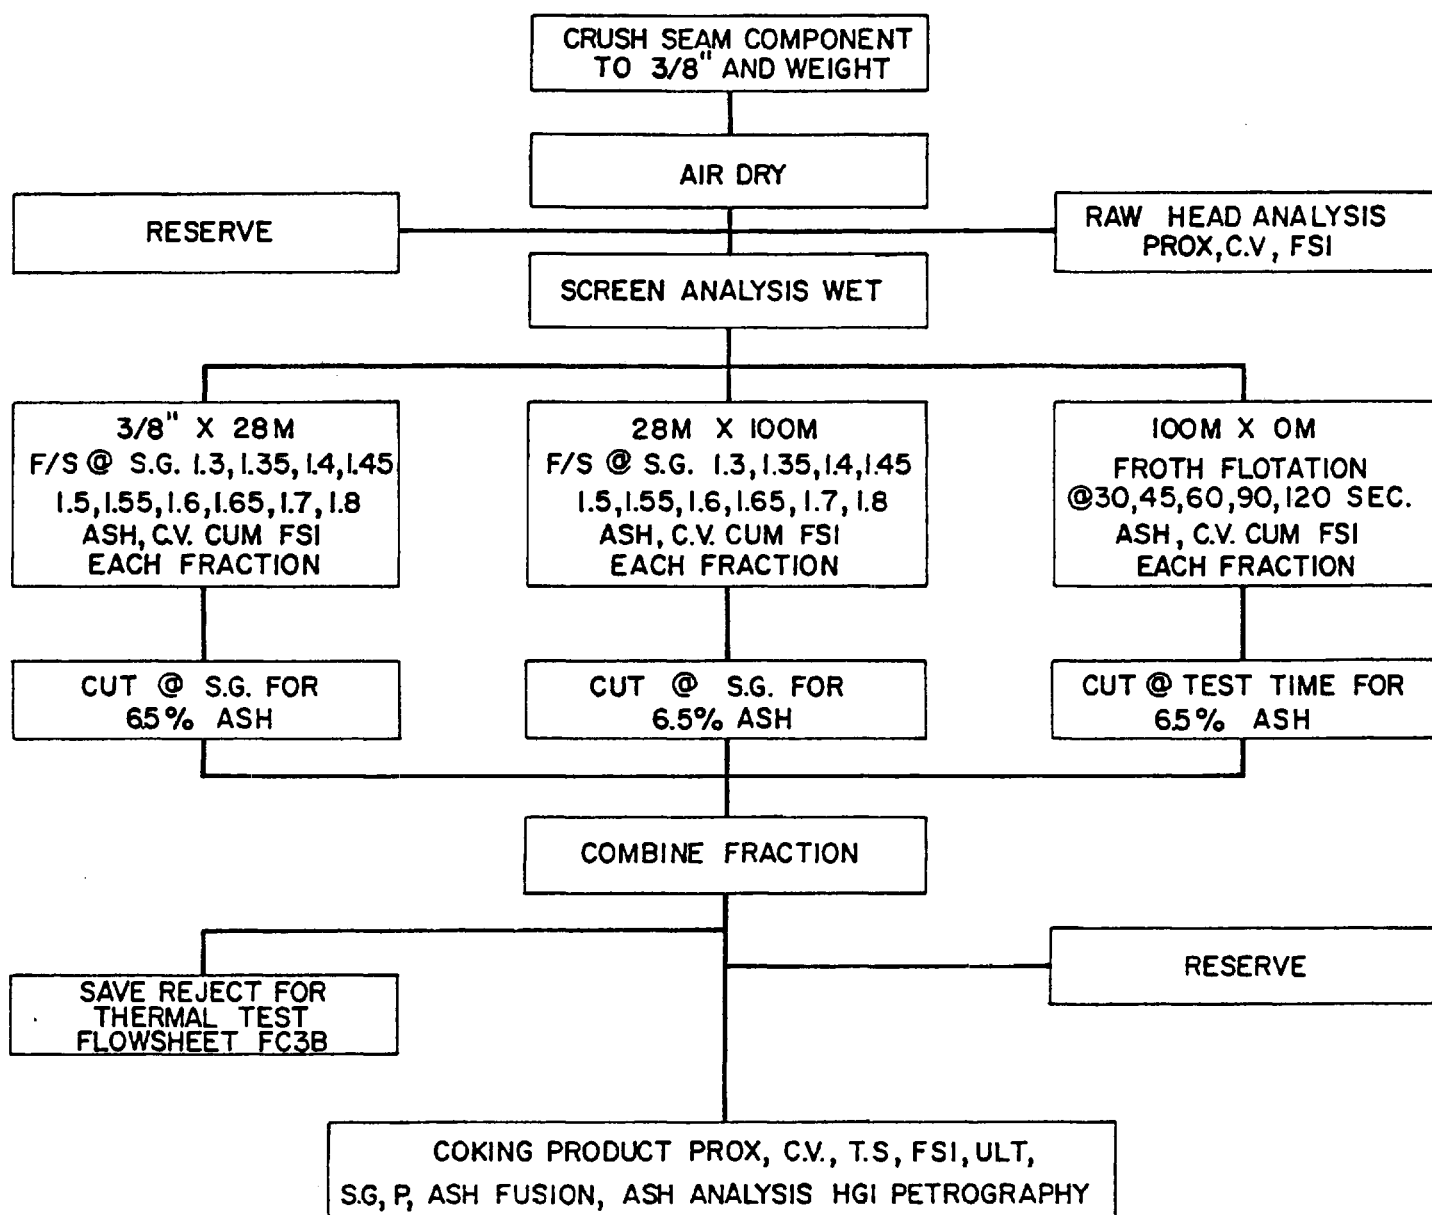 CRUSH SEAM COMPONENT
TO 3/8" AND WEIGHT
AIR DRY
RESERVE
RAW HEAD ANALYSIS
PROX, C.V, FSI
SCREEN ANALYSIS WET
3/8" X 28M
F/S @ S.G. 1.3, 1.35, 1.4, 1.45
1.5, 1.55, 1.6, 1.65, 1.7, 1.8
ASH, C.V. CUM FSI
EACH FRACTION
28M X 100M
F/S @ S.G. 1.3, 1.35, 1.4, 1.45
1.5, 1.55, 1.6, 1.65, 1.7, 1.8
ASH, C.V. CUM FSI
EACH FRACTION
100M X 0M
FROTH FLOTATION
@30, 45, 60, 90, 120 SEC.
ASH, C.V. CUM FSI
EACH FRACTION
CUT @ S.G. FOR
6.5% ASH
CUT @ S.G. FOR
6.5% ASH
CUT @ TEST TIME FOR
6.5% ASH
COMBINE FRACTION
SAVE REJECT FOR
THERMAL TEST
FLOWSHEET FC3B
RESERVE
COKING PRODUCT PROX, C.V., T.S, FSI, ULT,
S.G, P, ASH FUSION, ASH ANALYSIS HGI PETROGRAPHY